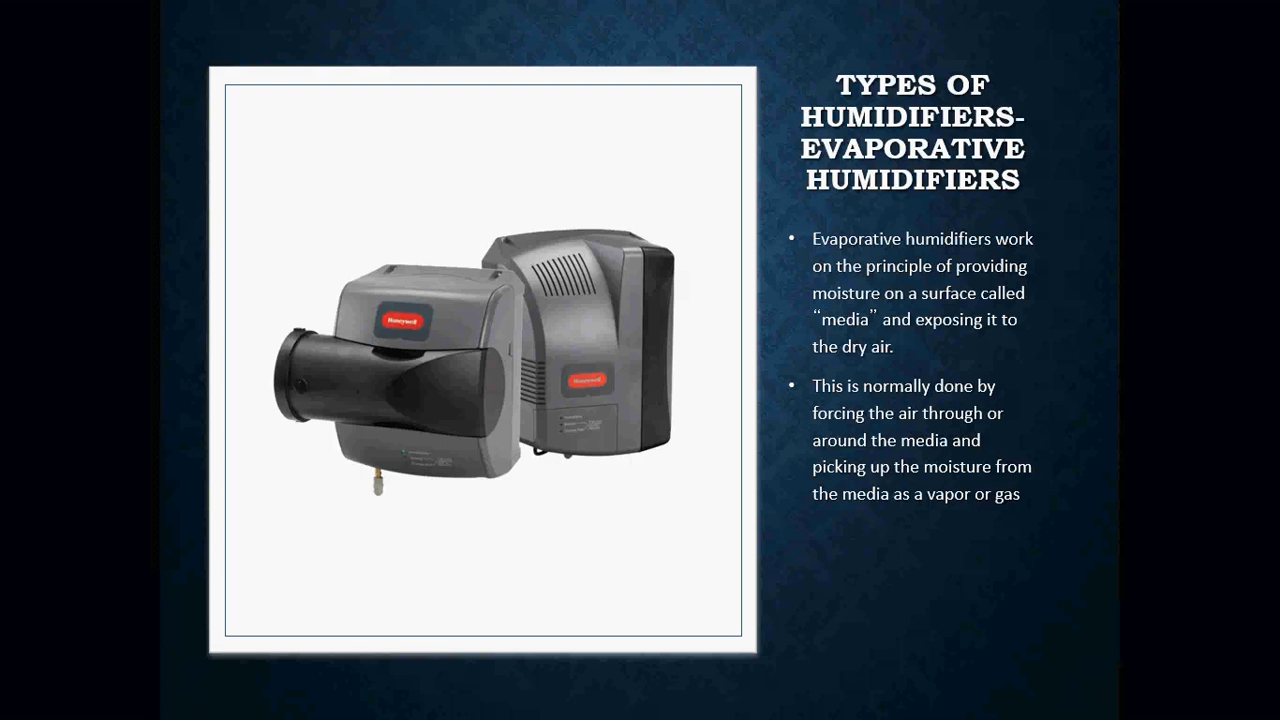 TYPES OF
HUMIDIFIERS-
EVAPORATIVE
HUMIDIFIERS
• Evaporative humidifiers work
on the principle of providing
moisture on a surface called
“media” and exposing it to
the dry air.
• This is normally done by
forcing the air through or
around the media and
picking up the moisture from
the media as a vapor or gas
Honeywell
Honeywell